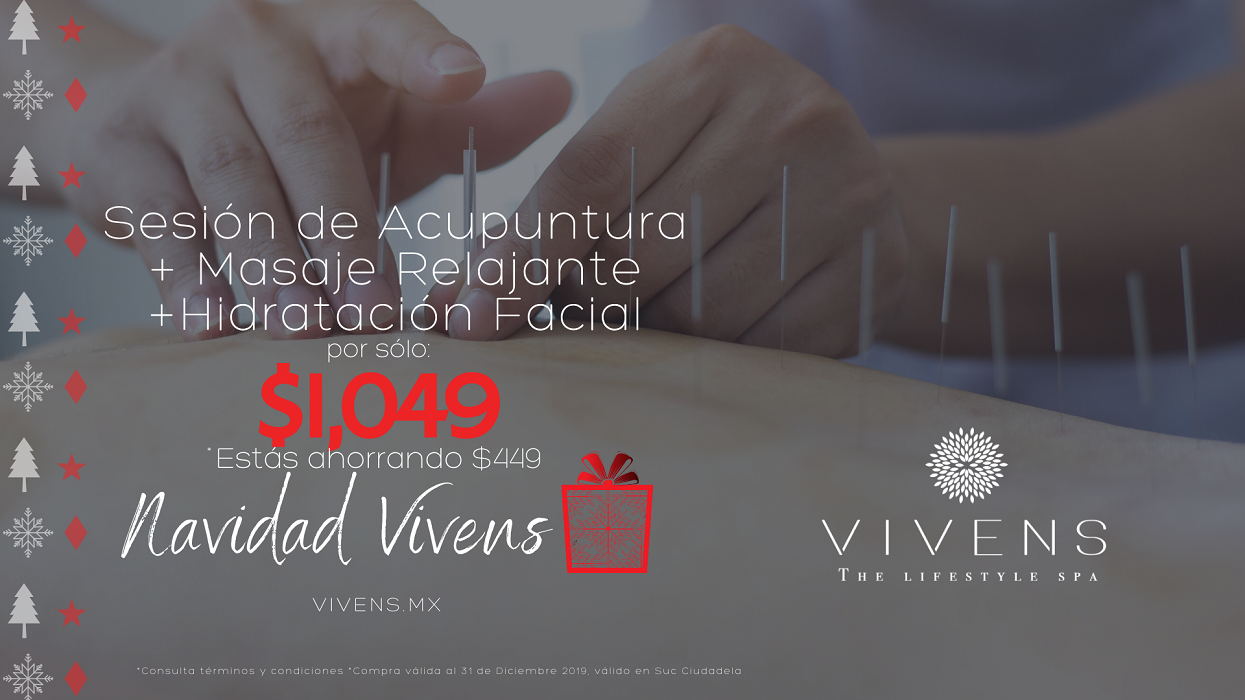 Sesión de Acupuntura
+ Masaje Relajante
+Hidratación Facial
por sólo:
$1,049
*Estás ahorrando $449
Navidad Vivens
VIVENS.MX
VIVENS
THE LIFESTYLE SPA
*Consulta términos y condiciones *Compra válida al 31 de Diciembre 2019, válido en Suc Ciudadela